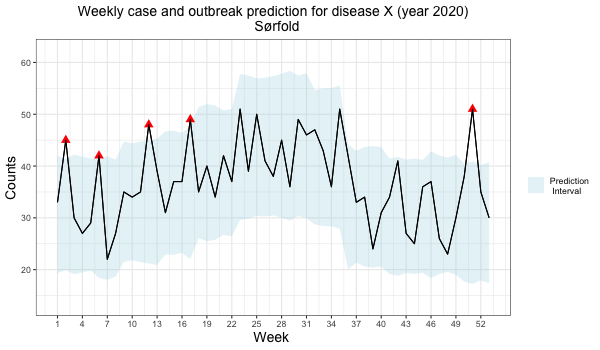 Weekly case and outbreak prediction for disease X (year 2020)
Sørfold
Counts
60
50
40
30
20
1 4 7 10 13 16 19 22 25 28 31 34 37 40 43 46 49 52
Week
Prediction
Interval